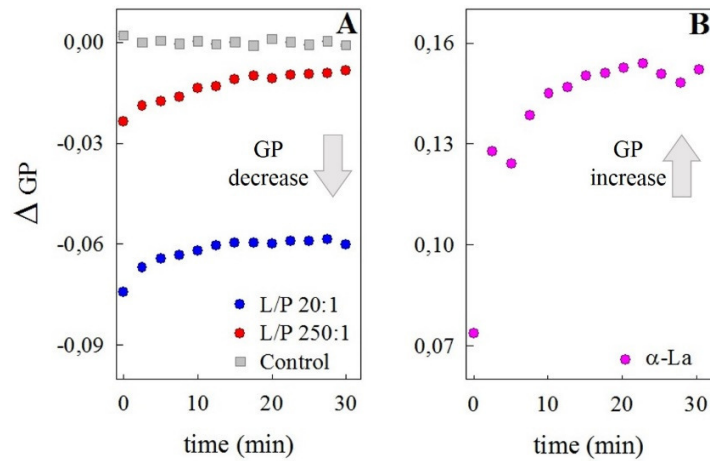 A
B
0,00
-0,03
-0,06
-0,09
Δ GP
GP
decrease
L/P 20:1
L/P 250:1
Control
0 10 20 30
time (min)
0,16
0,13
0,10
0,07
GP
increase
α-La
0 10 20 30
time (min)